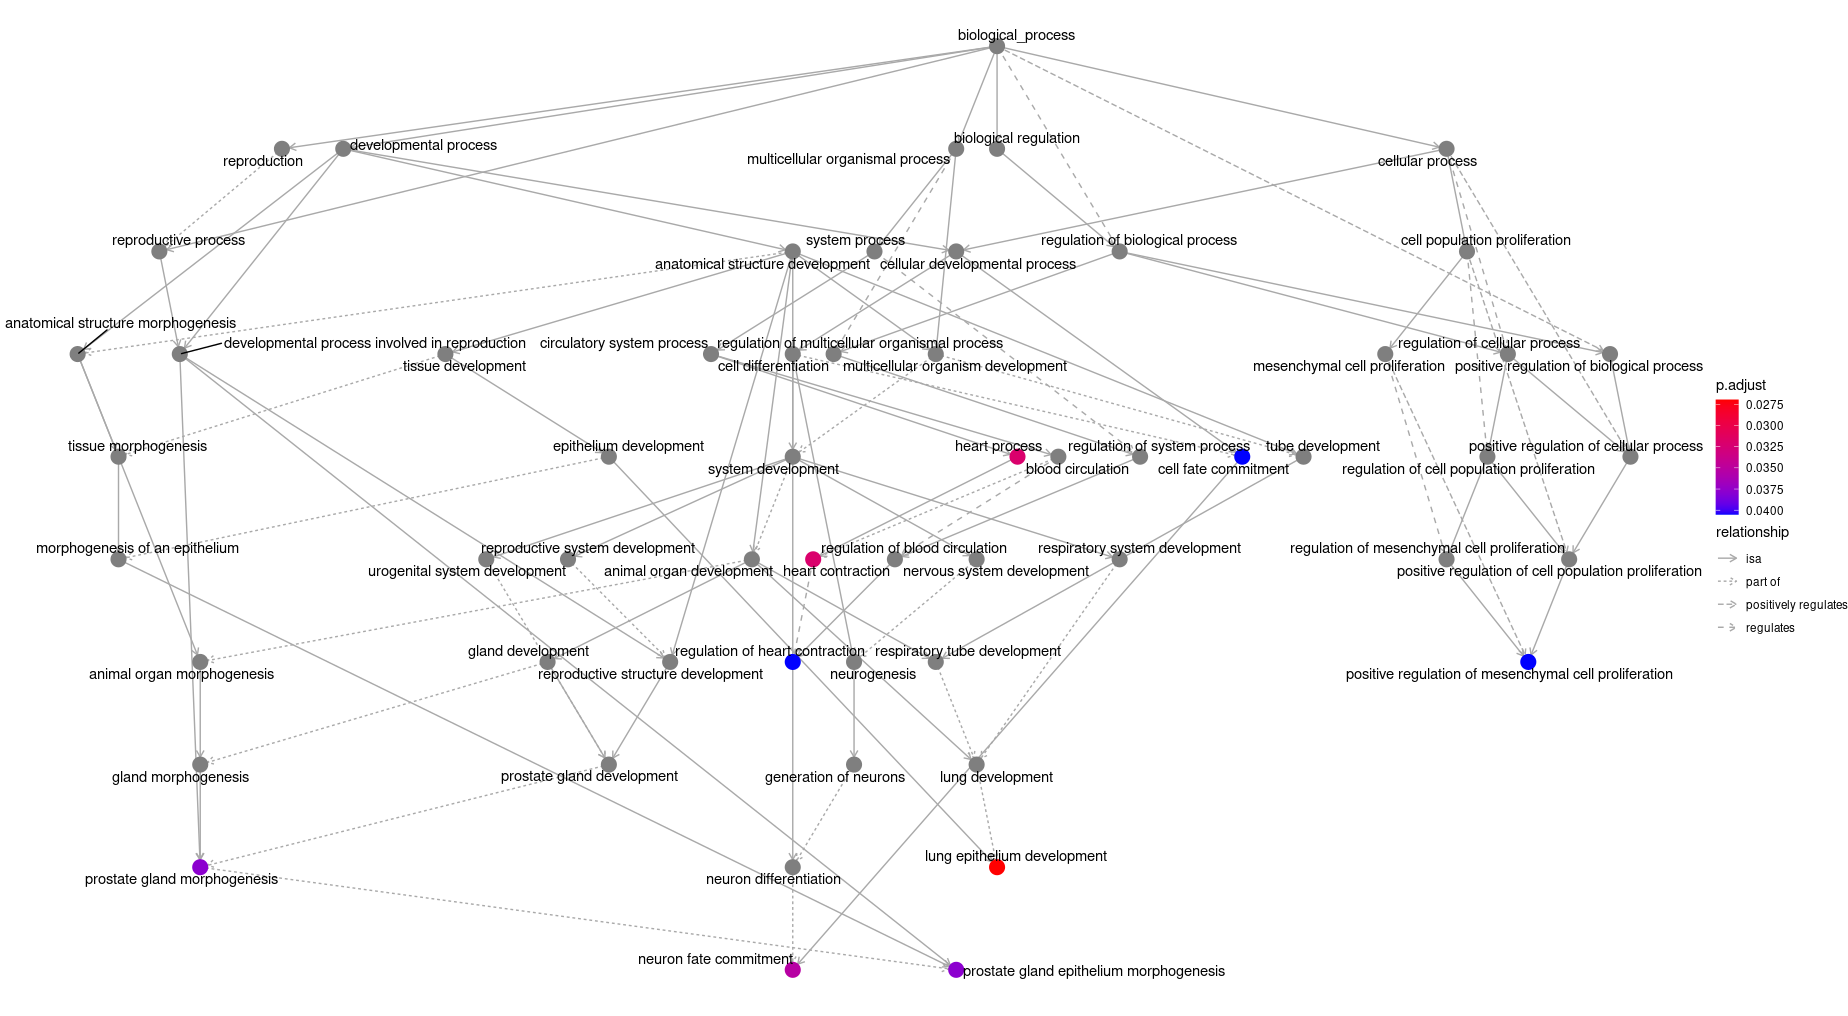 biological_process
biological regulation
developmental process
multicellular organismal process
reproduction
cellular process
reproductive process
system process
regulation of biological process
cell population proliferation
anatomical structure development
cellular developmental process
anatomical structure morphogenesis
developmental process involved in reproduction
circulatory system process
regulation of multicellular organismal process
regulation of cellular process
tissue development
cell differentiation
multicellular organism development
mesenchymal cell proliferation
positive regulation of biological process
tissue morphogenesis
epithelium development
heart process
regulation of system process
tube development
positive regulation of cellular process
system development
blood circulation
cell fate commitment
regulation of cell population proliferation
morphogenesis of an epithelium
reproductive system development
regulation of blood circulation
respiratory system development
regulation of mesenchymal cell proliferation
urogenital system development
animal organ development
heart contraction
nervous system development
positive regulation of cell population proliferation
gland development
regulation of heart contraction
respiratory tube development
animal organ morphogenesis
reproductive structure development
neurogenesis
positive regulation of mesenchymal cell proliferation
gland morphogenesis
prostate gland development
generation of neurons
lung development
lung epithelium development
prostate gland morphogenesis
neuron differentiation
neuron fate commitment
prostate gland epithelium morphogenesis
p.adjust
0.0275
0.0300
0.0325
0.0350
0.0375
0.0400
relationship
isa
part of
positively regulates
regulates